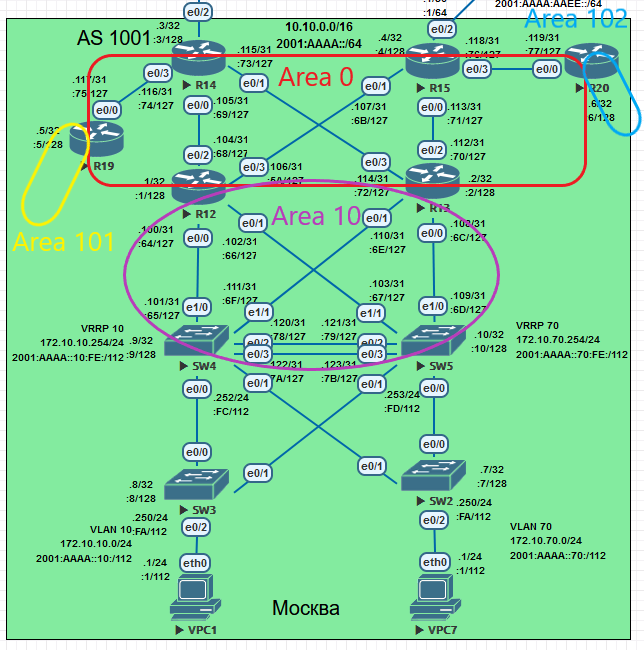 2001:AAAA:AAEE::/64
Area 102
e0/2
:1/64
.3/32
:3/128
10.10.0.0/16
2001:AAAA::/64
e0/2
AS 1001
.4/32
:4/128
.118/31
.119/31
:77/127
.115/31
:73/127
e0/3
e0/0
R20
.6/32
6/128
.117/31
:75/127
e0/3
R14
e0/1
Area 0
e0/1
R15
.116/31
:74/127
e0/0
e0/0
.105/31
:69/127
.107/31
:6B/127
e0/0
.113/31
:71/127
.5/32
:5/128
R19
.104/31
:68/127
e0/2
e0/3
.106/31
e0/3
e0/2
.112/31
:70/127
.1/32
:1/128
R12
.114/31
:72/127
R13
.2/32
:2/128
Area 101
Area 10
e0/1
e0/1
.100/31
:64/127
e0/0
.102/31
:66/127
.110/31
:6E/127
e0/0
.108/31
:6C/127
.111/31
:6F/127
.103/31
:67/127
.101/31
:65/127
e1/0
e1/1
e1/1
e1/0
.109/31
:6D/127
VRRP 10
172.10.10.254/24
2001:AAAA::10:FE:/112
.9/32
:9/128
.120/31
:78/127
.121/31
:79/127
.10/32
:10/128
VRRP 70
172.10.70.254/24
2001:AAAA::70:FE:/112
e0/2
e0/2
e0/3
e0/3
SW4
SW5
.122/31
:7A/127
.123/31
:7B/127
e0/0
.252/24
:FC/112
e0/1
e0/1
.253/24
:FD/112
e0/0
e0/0
e0/0
e0/1
e0/1
.8/32
:8/128
SW3
SW2
.7/32
:7/128
.250/24
:FA/112
.250/24
:FA/112
e0/2
e0/2
VLAN 10
172.10.10.0/24
2001:AAAA::10:/112
VLAN 70
172.10.70.0/24
2001:AAAA::70:/112
.1/24
:1/112
eth0
eth0
.1/24
:1/112
VPC1
Москва
VPC7